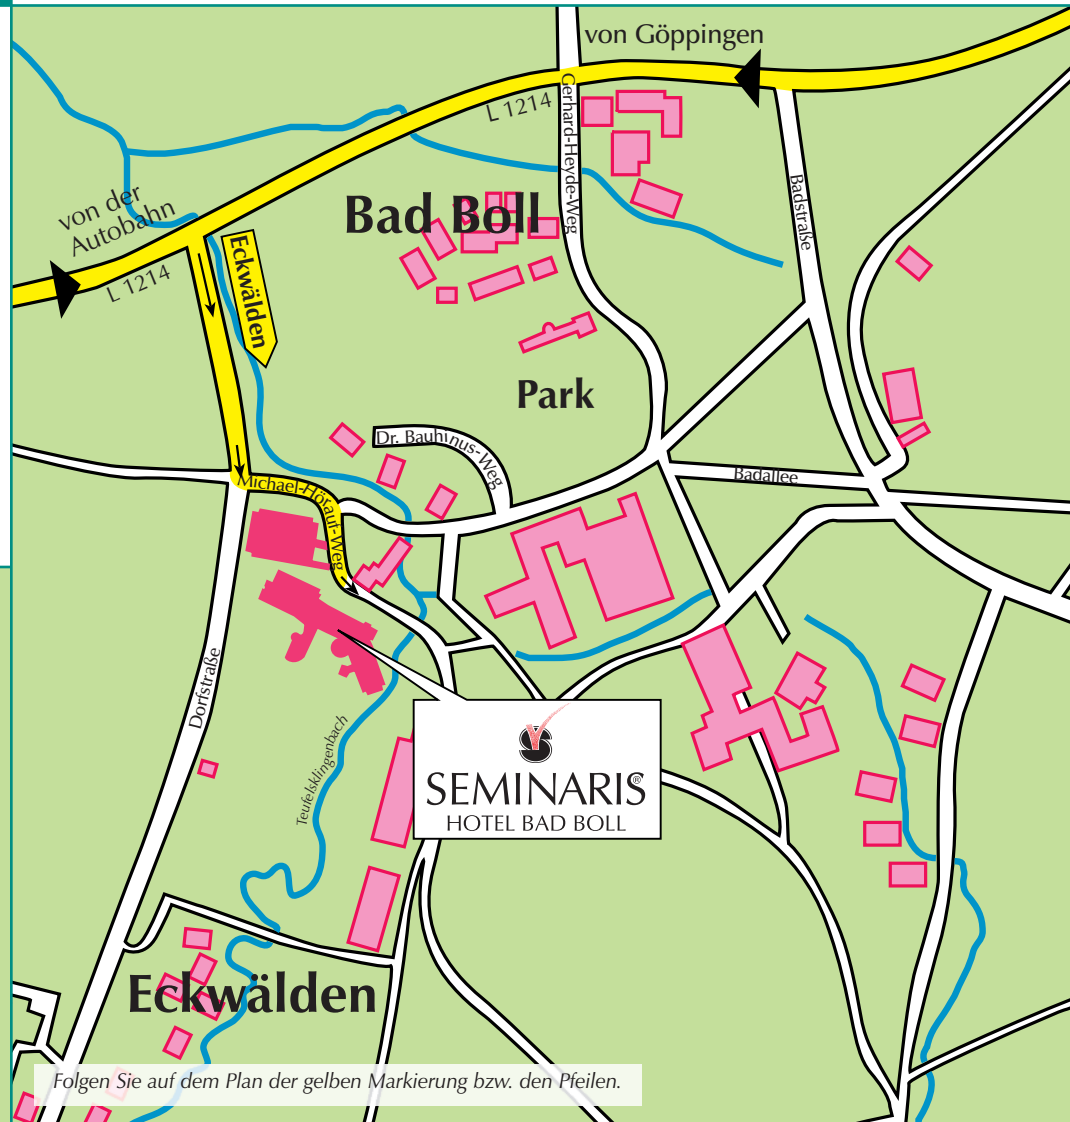 von Göppingen
L 1214
Gerhard-Heyde-Weg
Badstraße
von der
Autobahn
L 1214
Eckwälden
Bad Boll
Park
Dr. Bauhinus-Weg
Badallee
Michael-Hörauf-Weg
Dorfstraße
Teufelsklingenbach
SEMINARIS®
HOTEL BAD BOLL
Eckwälden
Folgen Sie auf dem Plan der gelben Markierung bzw. den Pfeilen.